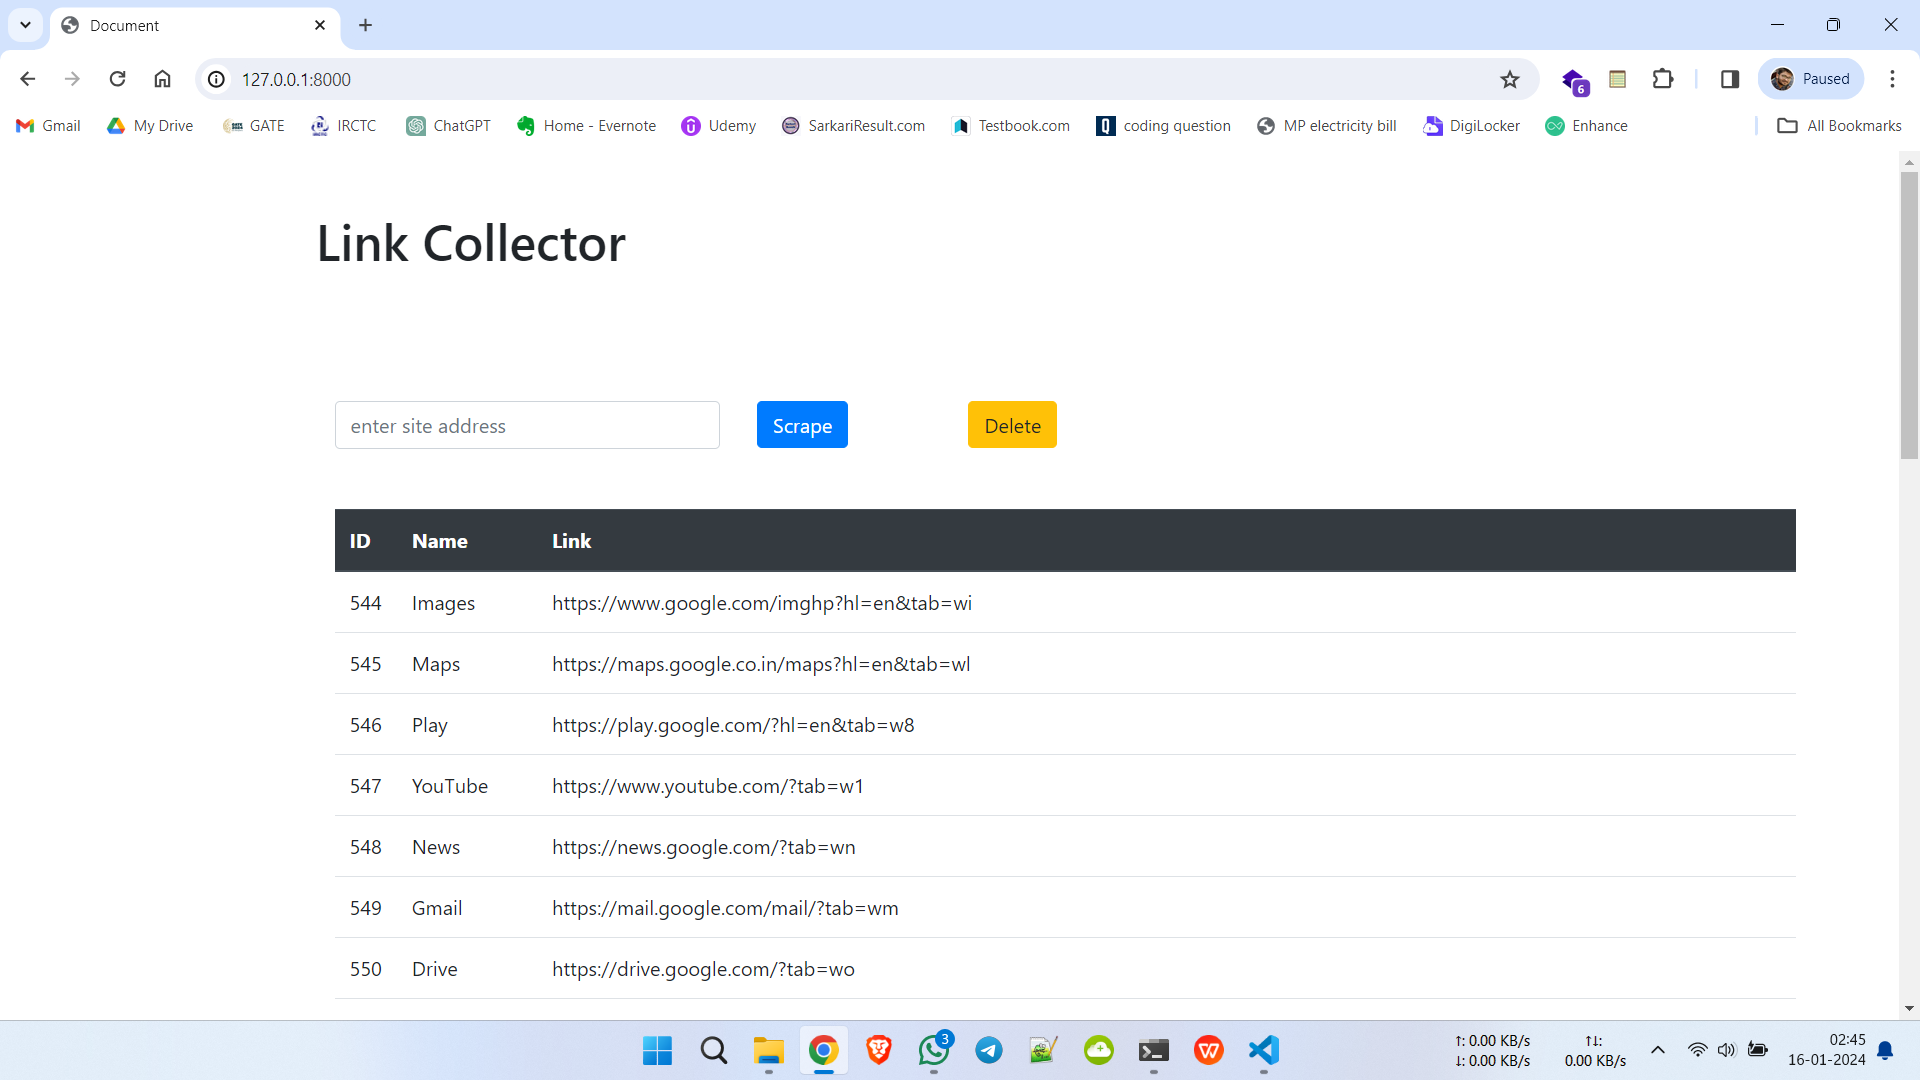 Document
127.0.0.1:8000
6
Paused
Gmail My Drive GATE IRCTC ChatGPT Home - Evernote Udemy SarkariResult.com Testbook.com coding question MP electricity bill DigiLocker Enhance All Bookmarks
Link Collector
enter site address Scrape Delete
ID Name Link
544 Images https://www.google.com/imghp?hl=en&tab=wi
545 Maps https://maps.google.co.in/maps?hl=en&tab=wl
546 Play https://play.google.com/?hl=en&tab=w8
547 YouTube https://www.youtube.com/?tab=w1
548 News https://news.google.com/?tab=wn
549 Gmail https://mail.google.com/mail/?tab=wm
550 Drive https://drive.google.com/?tab=wo
3
↑: 0.00 KB/s ↑↓: 02:45
↓: 0.00 KB/s 0.00 KB/s 16-01-2024